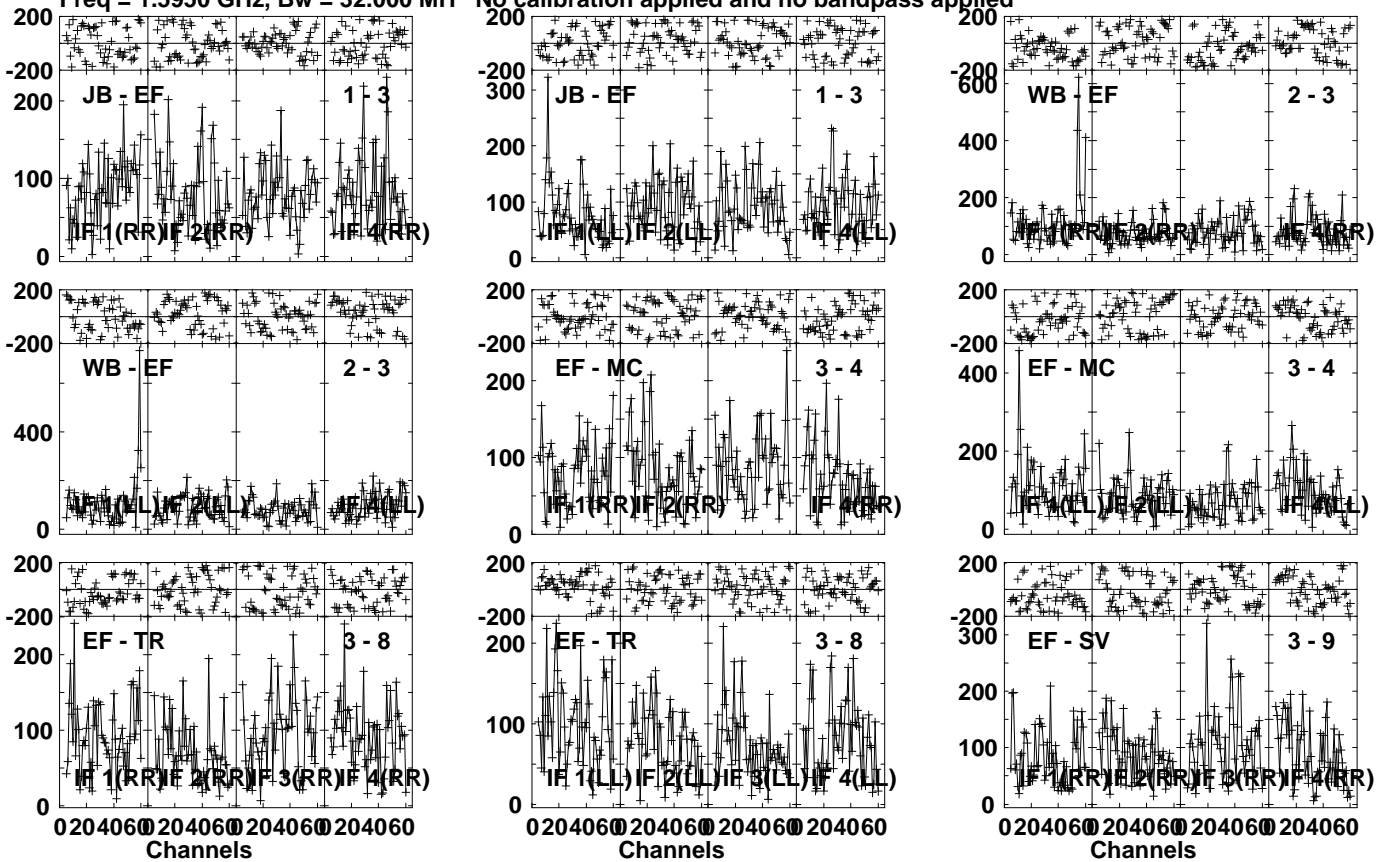 Freq = 1.5950 GHz, Bw = 32.000 MH No calibration applied and no bandpass applied
200
-200
200
100
0
JB - EF
1 - 3
IF 1(RR)
IF 2(RR)
IF 4(RR)
200
-200
300
200
100
0
JB - EF
1 - 3
IF 1(LL)
IF 2(LL)
IF 4(LL)
200
-200
600
400
200
0
WB - EF
2 - 3
IF 1(RR)
IF 2(RR)
IF 4(RR)
200
-200
400
0
WB - EF
2 - 3
IF 1(LL)
IF 2(LL)
IF 4(LL)
200
-200
200
100
0
EF - MC
3 - 4
IF 1(RR)
IF 2(RR)
IF 4(RR)
200
-200
400
200
0
EF - MC
3 - 4
IF 1(LL)
IF 2(LL)
IF 4(LL)
200
-200
200
100
0
EF - TR
3 - 8
IF 1(RR)
IF 2(RR)
IF 3(RR)
IF 4(RR)
0 20 40 60 0 20 40 60 0 20 40 60 0 20 40 60
Channels
200
-200
200
100
0
EF - TR
3 - 8
IF 1(LL)
IF 2(LL)
IF 3(LL)
IF 4(LL)
0 20 40 60 0 20 40 60 0 20 40 60 0 20 40 60
Channels
200
-200
300
200
100
0
EF - SV
3 - 9
IF 1(RR)
IF 2(RR)
IF 3(RR)
IF 4(RR)
0 20 40 60 0 20 40 60 0 20 40 60 0 20 40 60
Channels